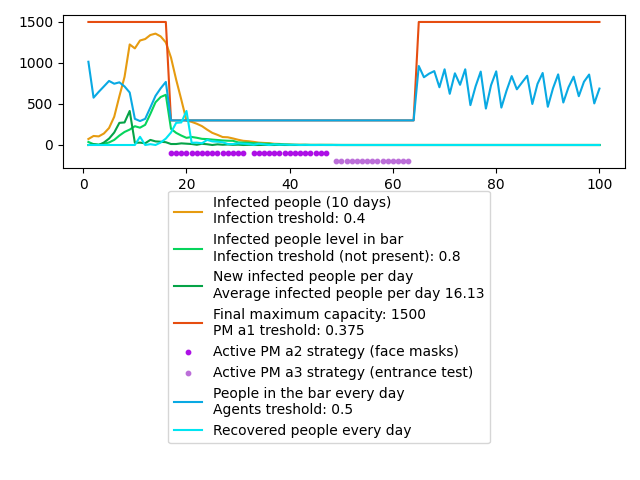 1500
1000
500
0
0 20 40 60 80 100
Infected people (10 days)
Infection treshold: 0.4
Infected people level in bar
Infection treshold (not present): 0.8
New infected people per day
Average infected people per day 16.13
Final maximum capacity: 1500
PM a1 treshold: 0.375
Active PM a2 strategy (face masks)
Active PM a3 strategy (entrance test)
People in the bar every day
Agents treshold: 0.5
Recovered people every day